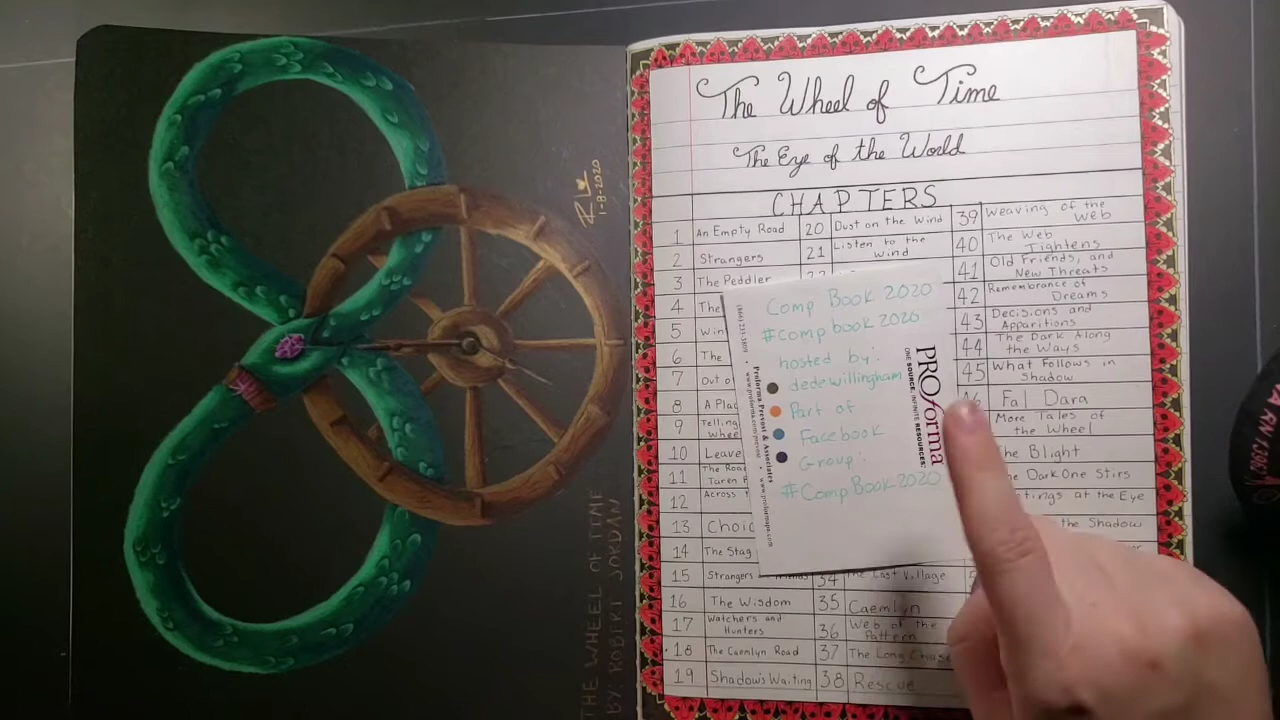 RL
1-8-2020
THE WHEEL OF TIME
BY: ROBERT JORDAN
The Wheel of Time
The Eye of the World
CHAPTERS
1 An Empty Road
2 Strangers
3 The Peddler
4 The
5 Win
6 The
7 Out o
8 A Plac
9 Telling
Wheel
10 Leave
11 The Road
Taren F
12 Across
13 Choic
14 The Stag
15 Strangers Friends
16 The Wisdom
17 Watchers and
Hunters
18 The Caemlyn Road
19 Shadow's Waiting
20 Dust on the Wind
21 Listen to the
Wind
34 The Last Village
35 Caemlyn
36 Web of the
Pattern
37 The Long Chase
38 Rescue
39 Weaving of the
Web
40 The Web
Tightens
41 Old Friends, and
New Threats
42 Remembrance of
Dreams
43 Decisions and
Apparitions
44 The Dark Along
the Ways
45 What Follows in
Shadow
Fal Dara
More Tales of
the Wheel
The Blight
The Dark One Stirs
tings at the Eye
the Shadow
Comp Book 2020
#compbook2020
hosted by:
dedewillingham
Part of
Facebook
Group:
#CompBook2020
PROforma
ONE SOURCE. INFINITE RESOURCES.
Proforma Prevost & Associates
www.proformapa.com